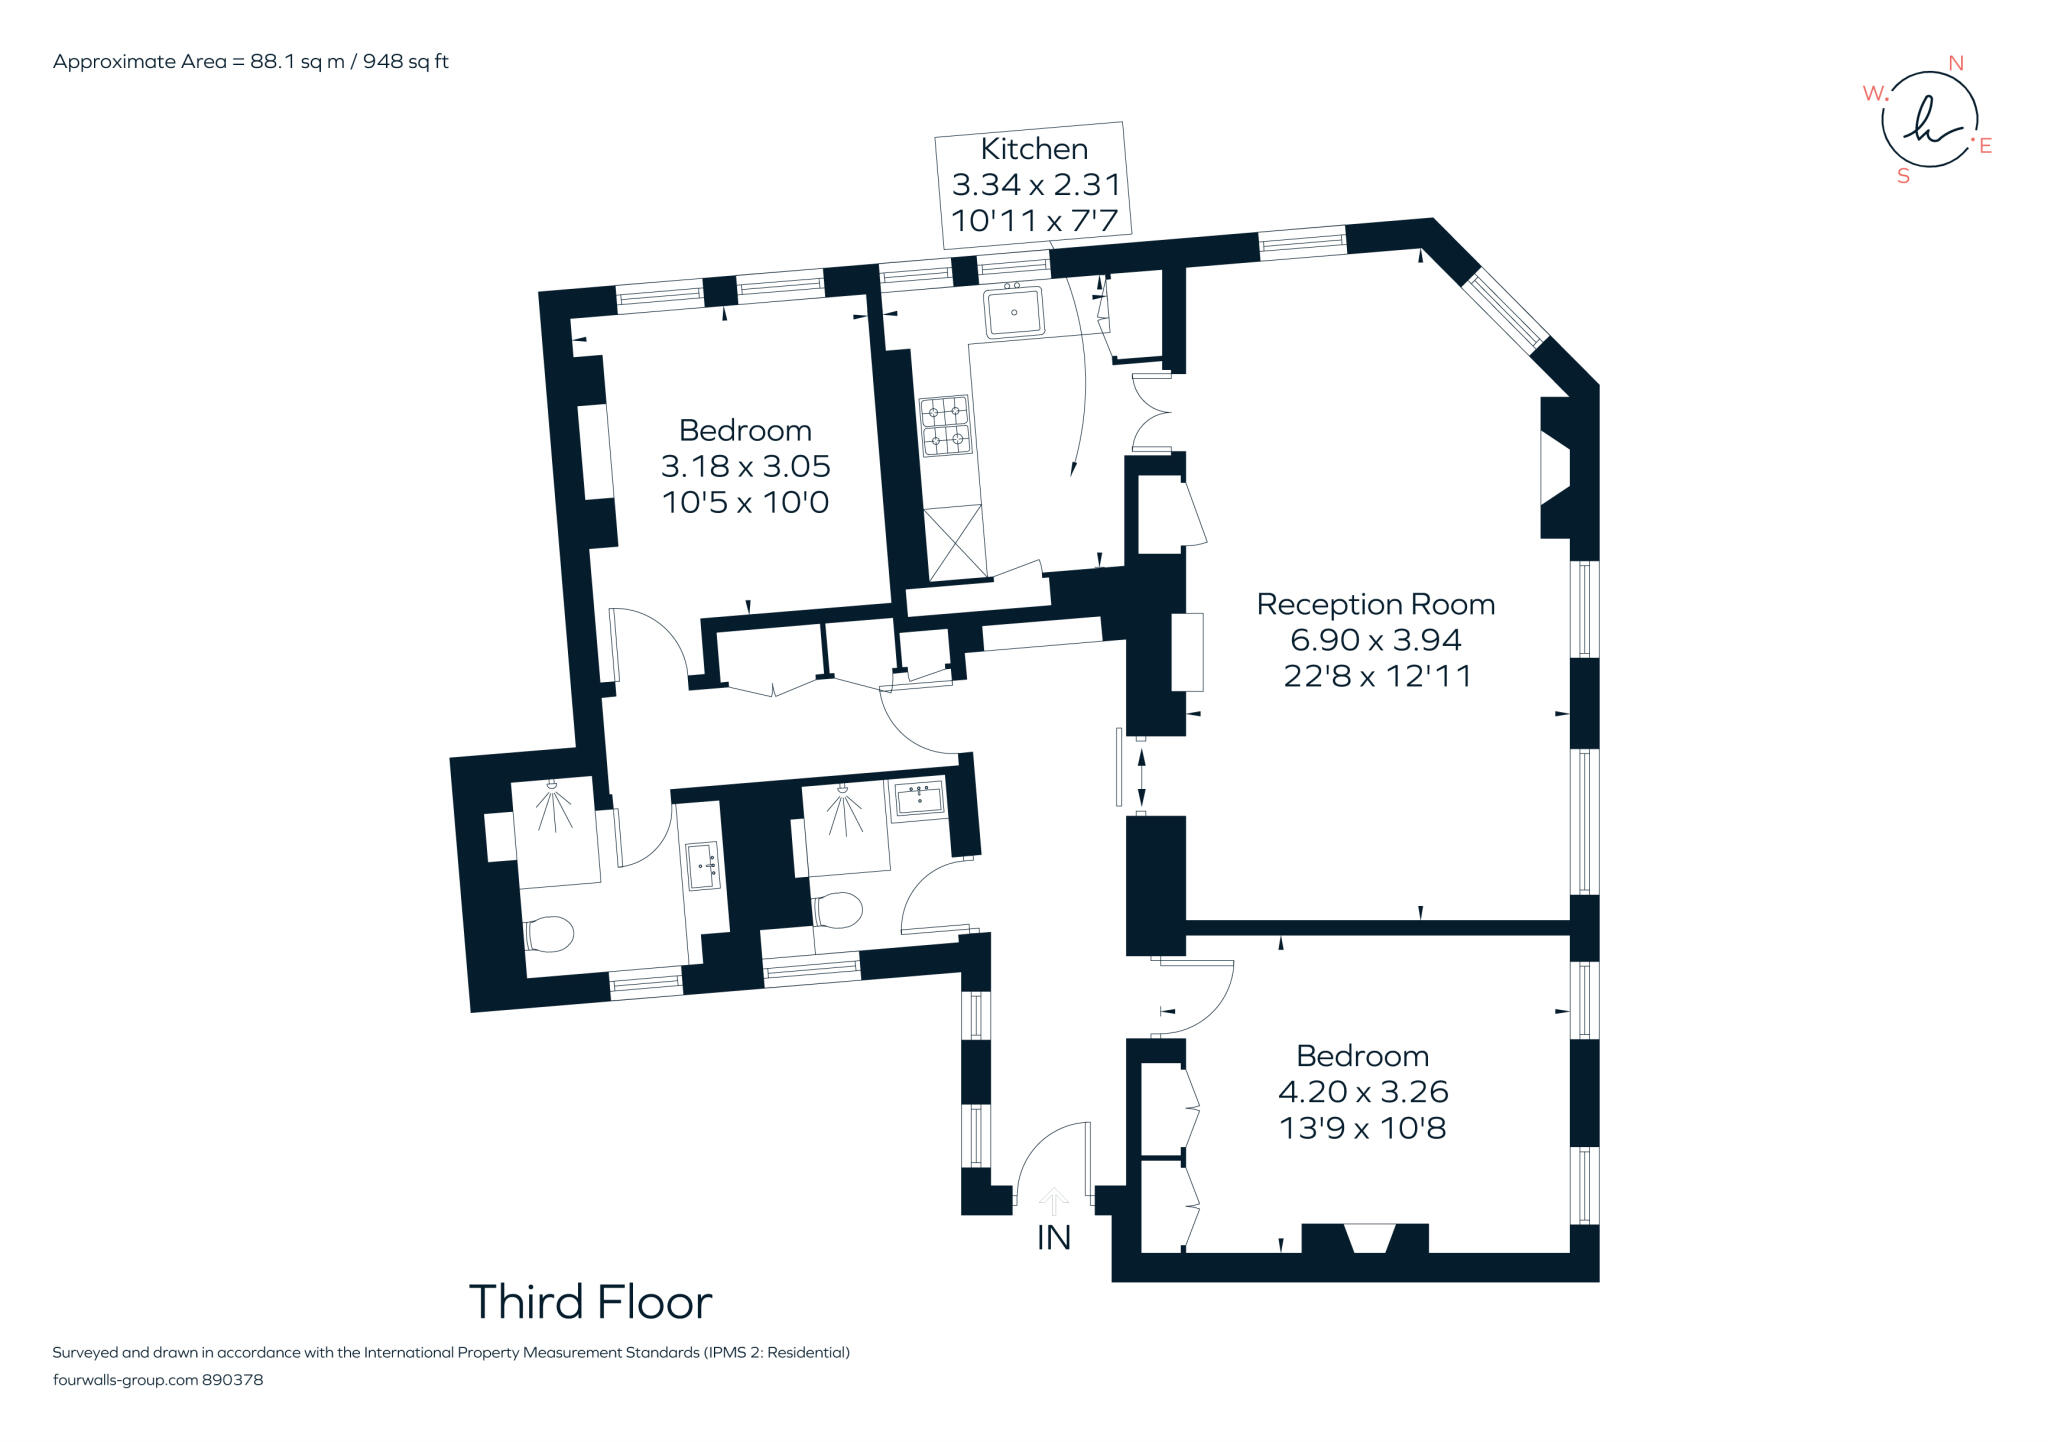 Approximate Area = 88.1 sq m / 948 sq ft
N
W.
E
S
Kitchen
3.34 x 2.31
10'11 x 7'7
Bedroom
3.18 x 3.05
10'5 x 10'0
Reception Room
6.90 x 3.94
22'8 x 12'11
Bedroom
4.20 x 3.26
13'9 x 10'8
IN
Third Floor
Surveyed and drawn in accordance with the International Property Measurement Standards (IPMS 2: Residential)
fourwalls-group.com 890378